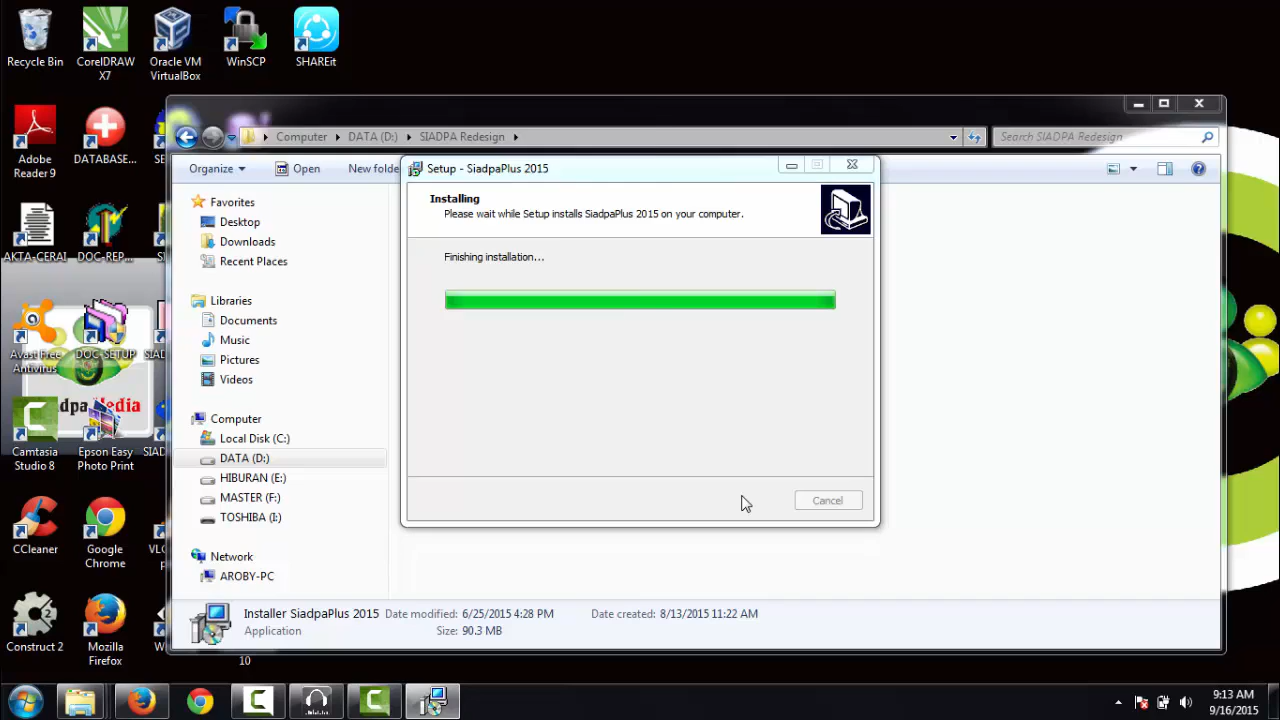 Recycle Bin
CorelDRAW X7
Oracle VM VirtualBox
WinSCP
SHAREit
Adobe Reader 9
DATABASE...
AKTA-CERAI
DOC-REP...
Avast Free Antivirus
DOC-SETUP
Camtasia Studio 8
Epson Easy Photo Print
CCleaner
Google Chrome
Construct 2
Mozilla Firefox
10
Computer
DATA (D:)
SIADPA Redesign
Search SIADPA Redesign
Organize
Open
New folde
Favorites
Desktop
Downloads
Recent Places
Libraries
Documents
Music
Pictures
Videos
Computer
Local Disk (C:)
DATA (D:)
HIBURAN (E:)
MASTER (F:)
TOSHIBA (I:)
Network
AROBY-PC
Setup - SiadpaPlus 2015
Installing
Please wait while Setup installs SiadpaPlus 2015 on your computer.
Finishing installation...
Cancel
Installer SiadpaPlus 2015 Date modified: 6/25/2015 4:28 PM Date created: 8/13/2015 11:22 AM
Application Size: 90.3 MB
9:13 AM
9/16/2015